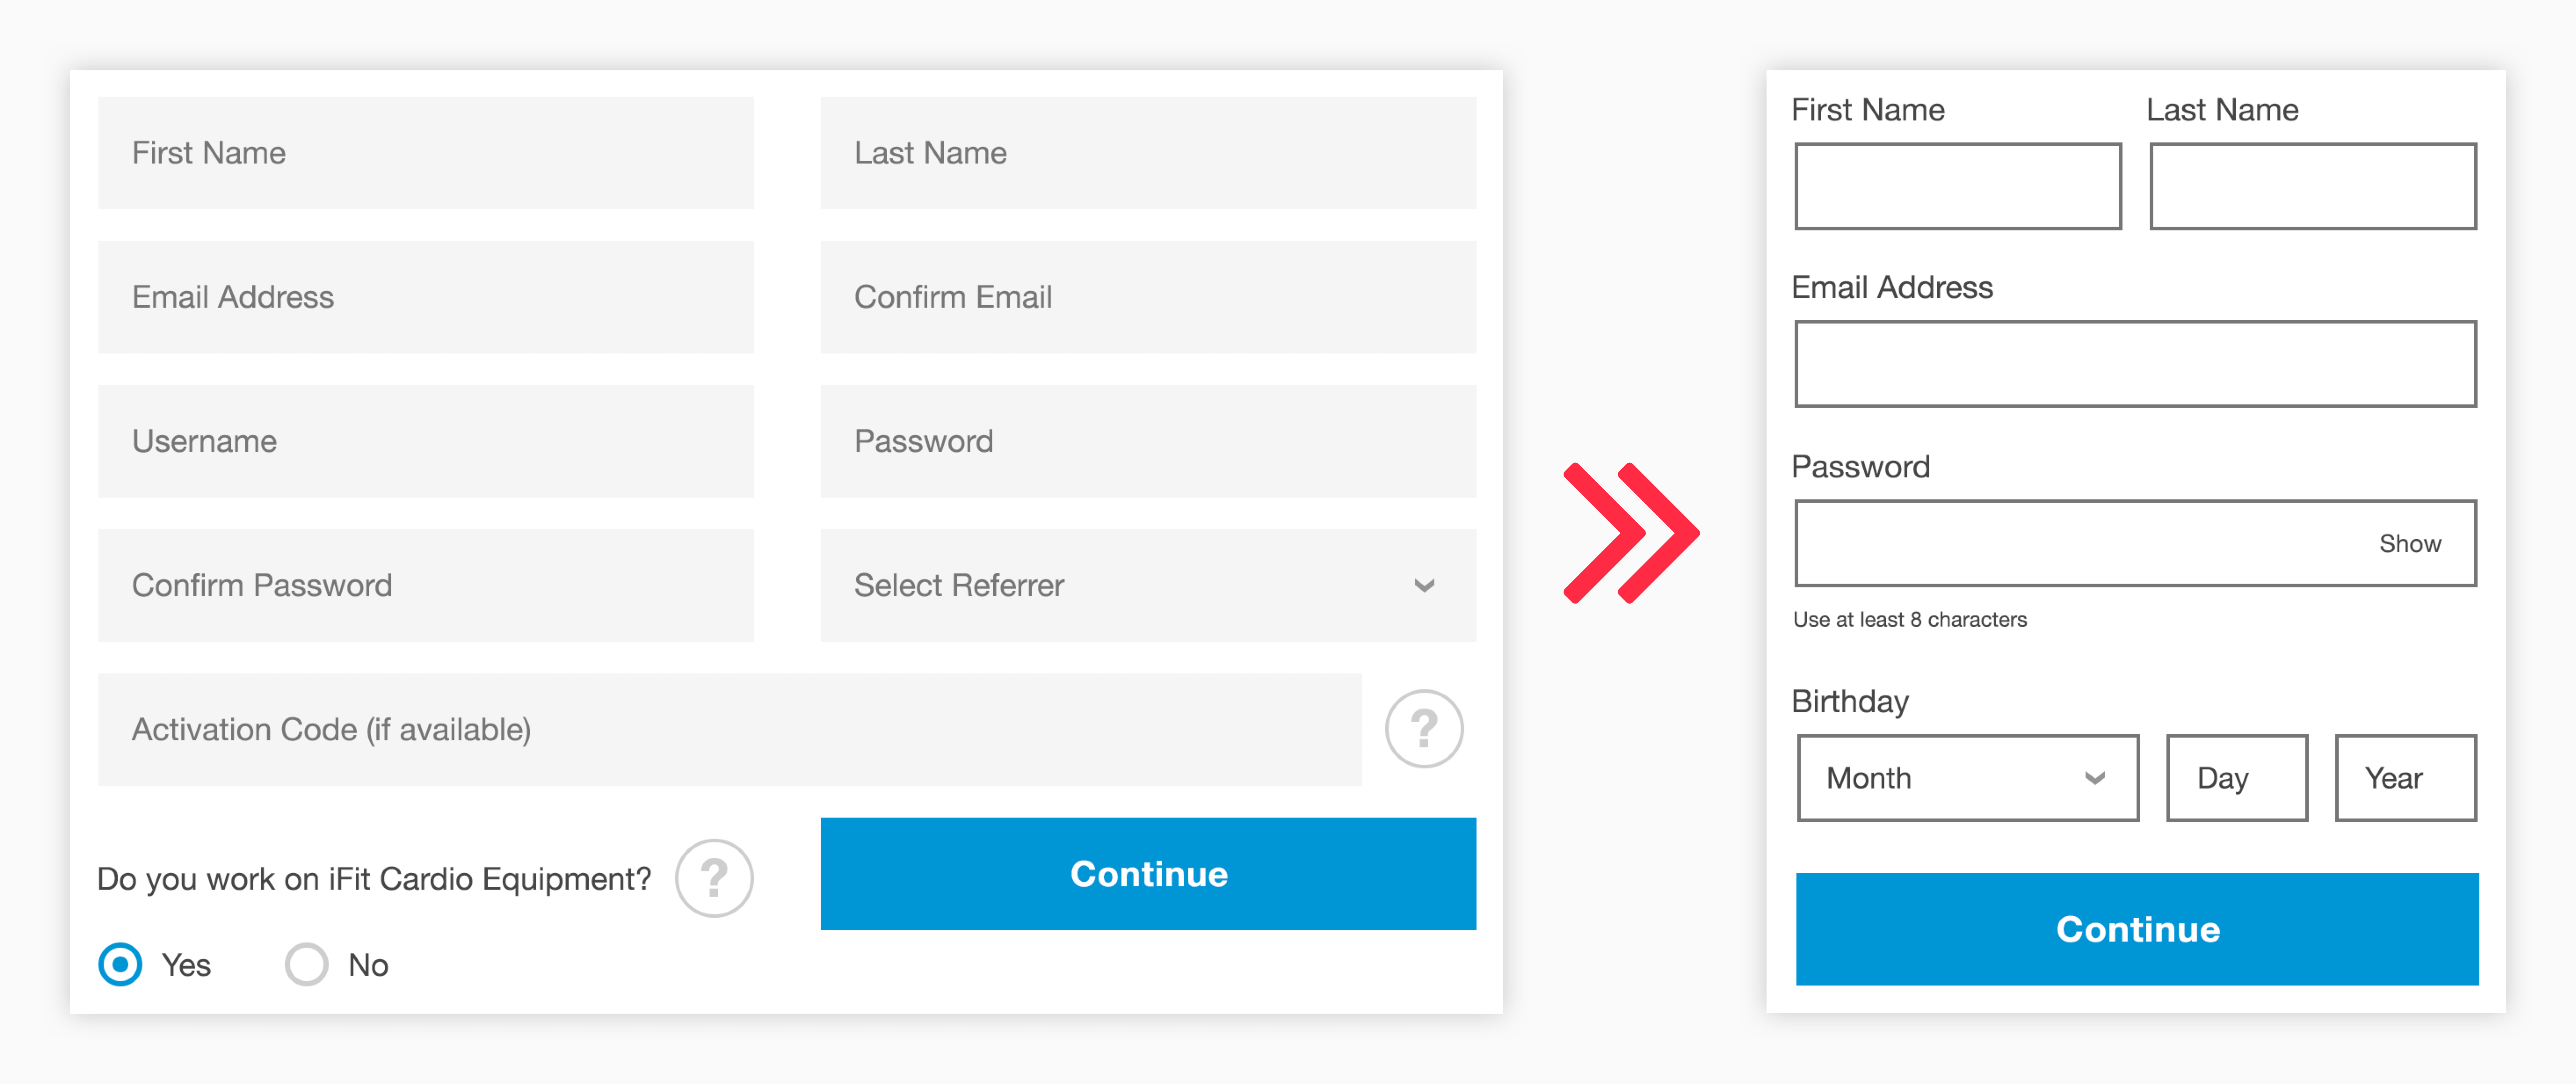 First Name
Last Name
Email Address
Confirm Email
Username
Password
Confirm Password
Select Referrer
Activation Code (if available)
?
Do you work on iFit Cardio Equipment?
?
Continue
Yes
No
First Name
Last Name
Email Address
Password
Show
Use at least 8 characters
Birthday
Month
Day
Year
Continue